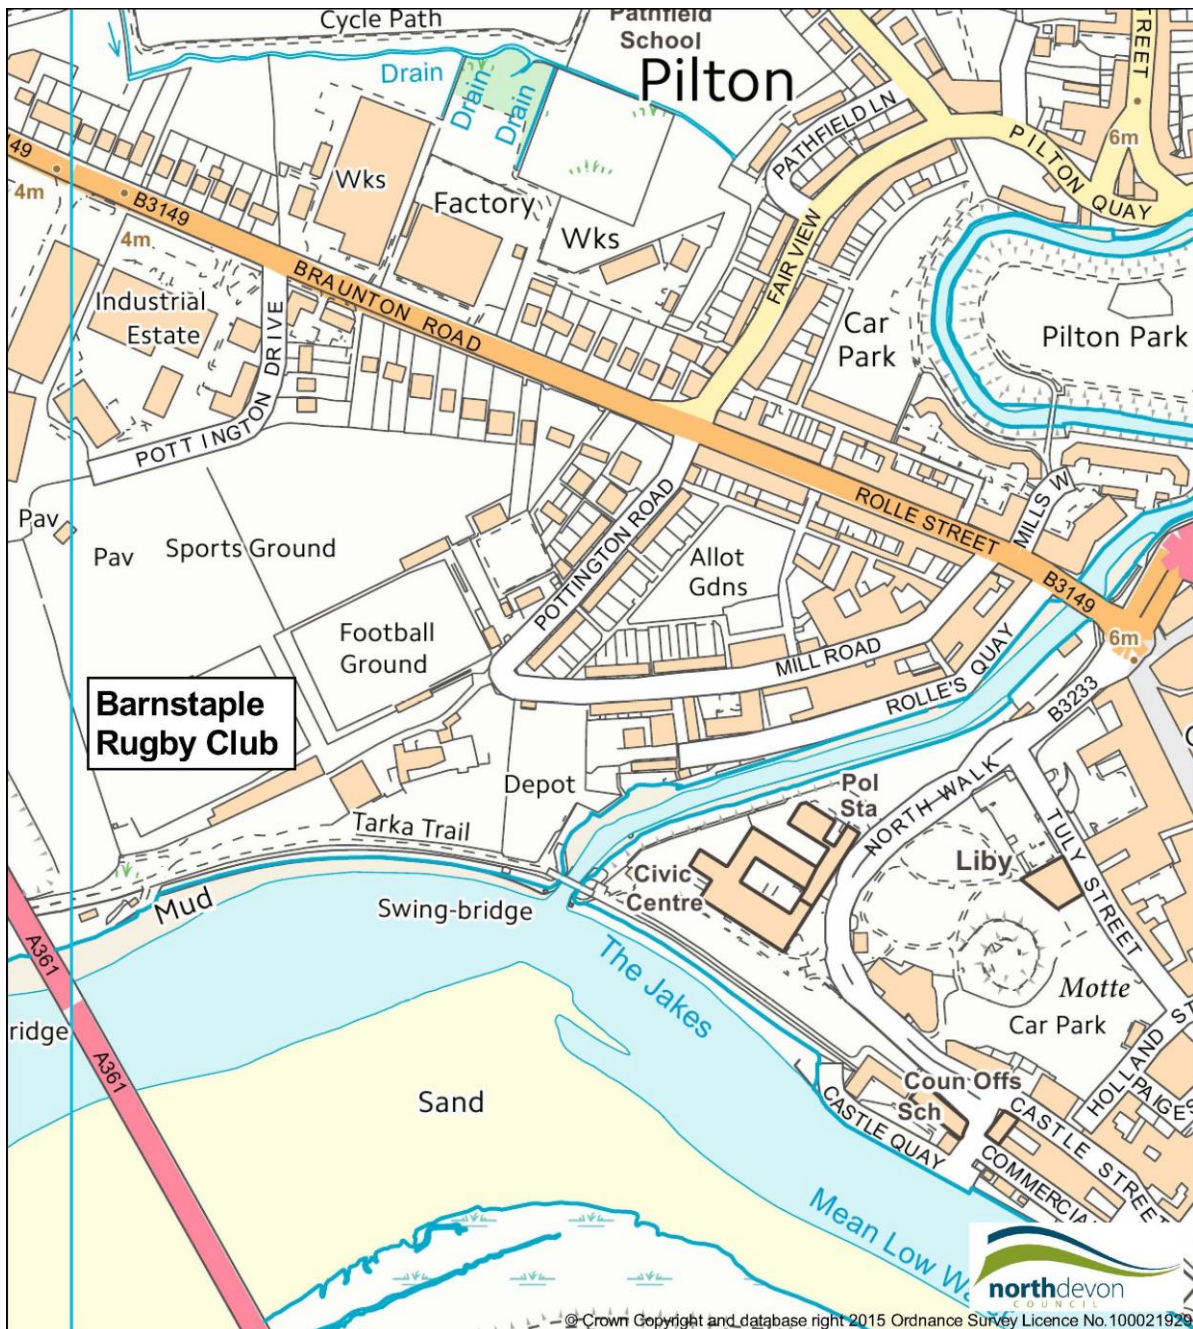 Cycle Path
Pathfield
School
Pilton
Drain
Drain
Drain
PATHFIELD LN
STREET
6m
PILTON QUAY
49
4m
B3149
4m
Wks
Factory
Wks
FAIR VIEW
BRAUNTON ROAD
Industrial
Estate
Car
Park
Pilton Park
POTTINGTON DRIVE
ROLLE STREET
MILLS W
B3149
6m
Pav
Pav
Sports Ground
POTTINGTON ROAD
Allot
Gdns
Football
Ground
MILL ROAD
ROLLE'S QUAY
B3233
Barnstaple
Rugby Club
Depot
Pol
Sta
NORTH WALK
TULY STREET
Tarka Trail
Civic
Centre
Liby
Mud
Swing-bridge
The Jakes
A361
ridge
A361
Motte
Car Park
HOLLAND ST
PAIGE'S
Sand
Coun Offs
Sch
CASTLE QUAY
CASTLE STREET
COMMERCIAL
Mean Low Wa
northdevon
COUNCIL
© Crown Copyright and database right 2015 Ordnance Survey Licence No.100021929